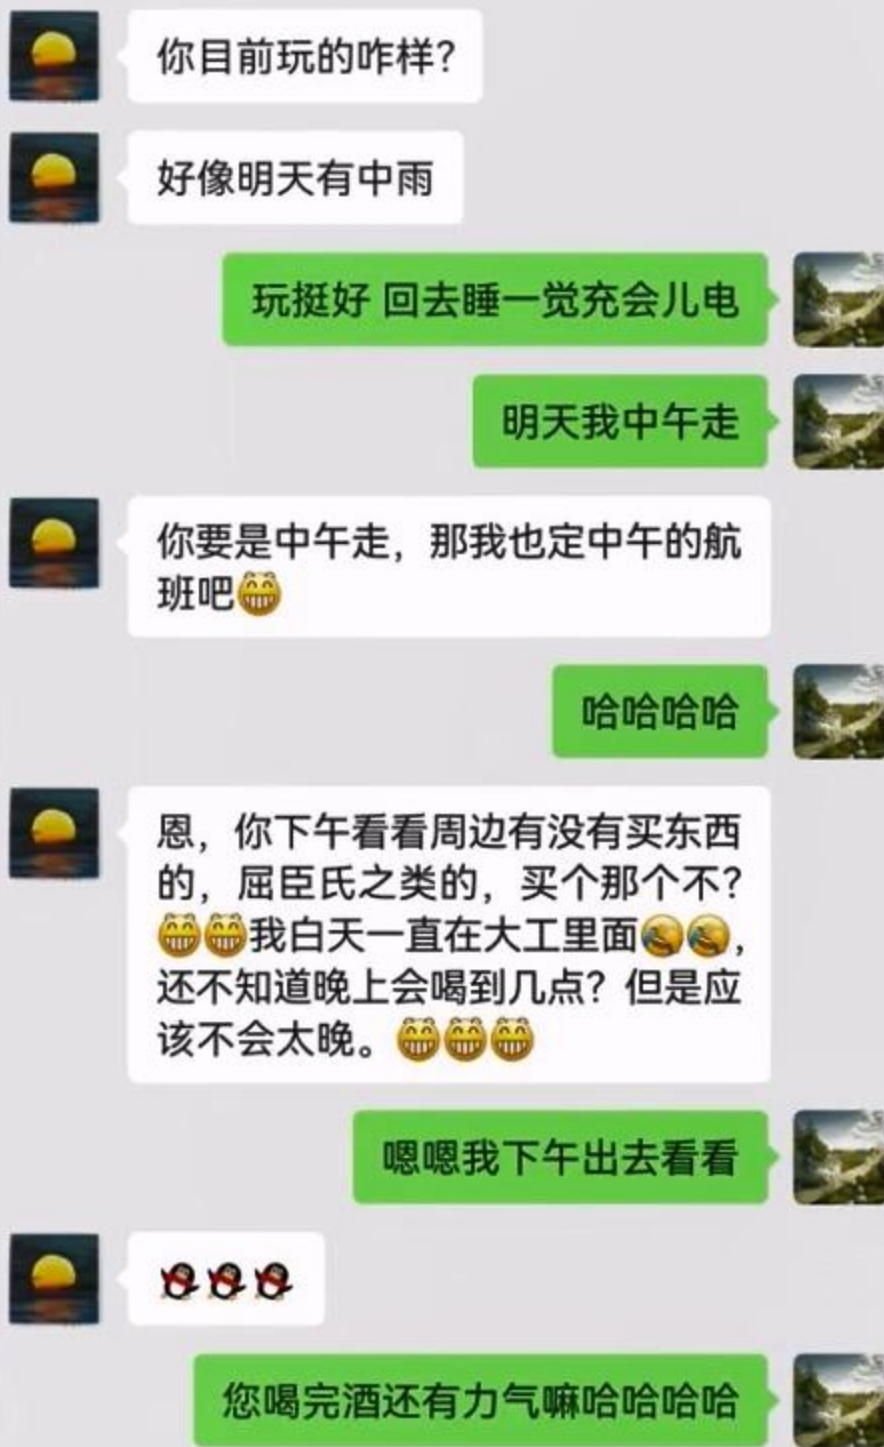 你目前玩的咋样？
好像明天有中雨
玩挺好 回去睡一觉充会儿电
明天我中午走
你要是中午走，那我也定中午的航
班吧😁
哈哈哈哈
恩，你下午看看周边有没有买东西
的，屈臣氏之类的，买个那个不？
😁😁我白天一直在大工里面🤣🤣，
还不知道晚上会喝到几点？但是应
该不会太晚。😁😁😁
嗯嗯我下午出去看看
🐧🐧🐧
您喝完酒还有力气嘛哈哈哈哈